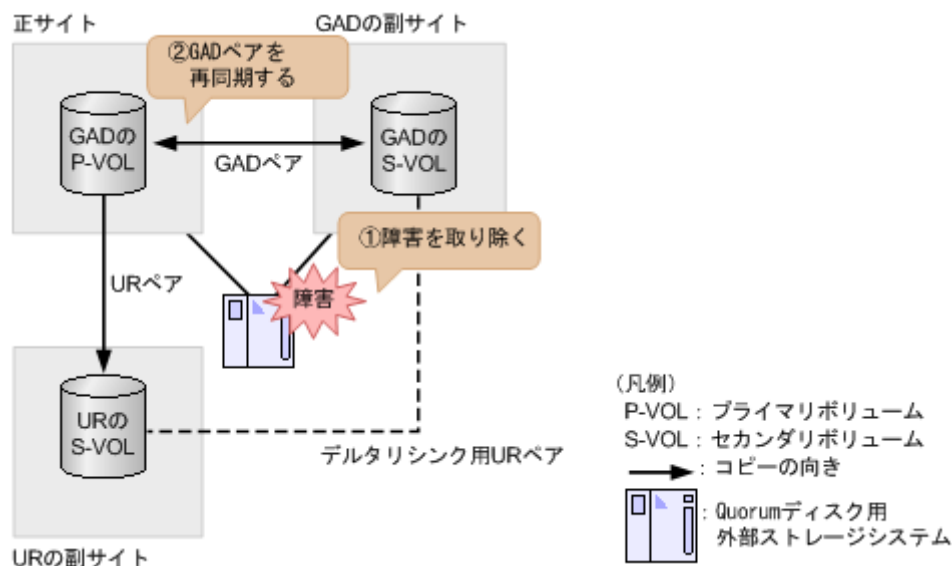 正サイト
GADの副サイト
②GADペアを
再同期する
GADの
P-VOL
GADの
S-VOL
GADペア
①障害を取り除く
URペア
障害
URの
S-VOL
デルタリシンク用URペア
URの副サイト
(凡例)
P-VOL:プライマリボリューム
S-VOL:セカンダリボリューム
:コピーの向き
:Quorumディスク用
外部ストレージシステム